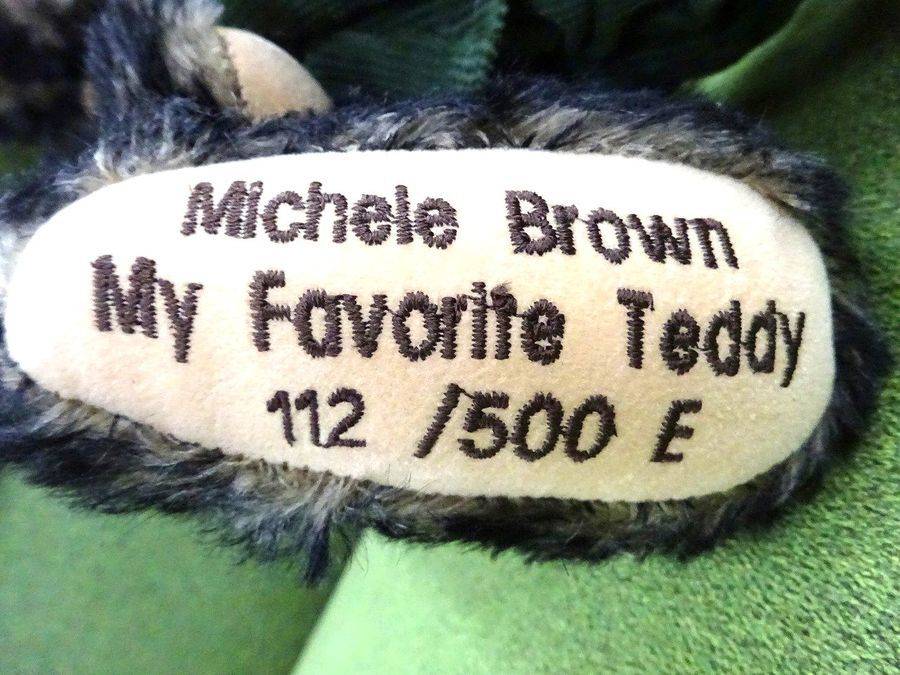 Michele Brown
My Favorite Teddy
112 /500 E